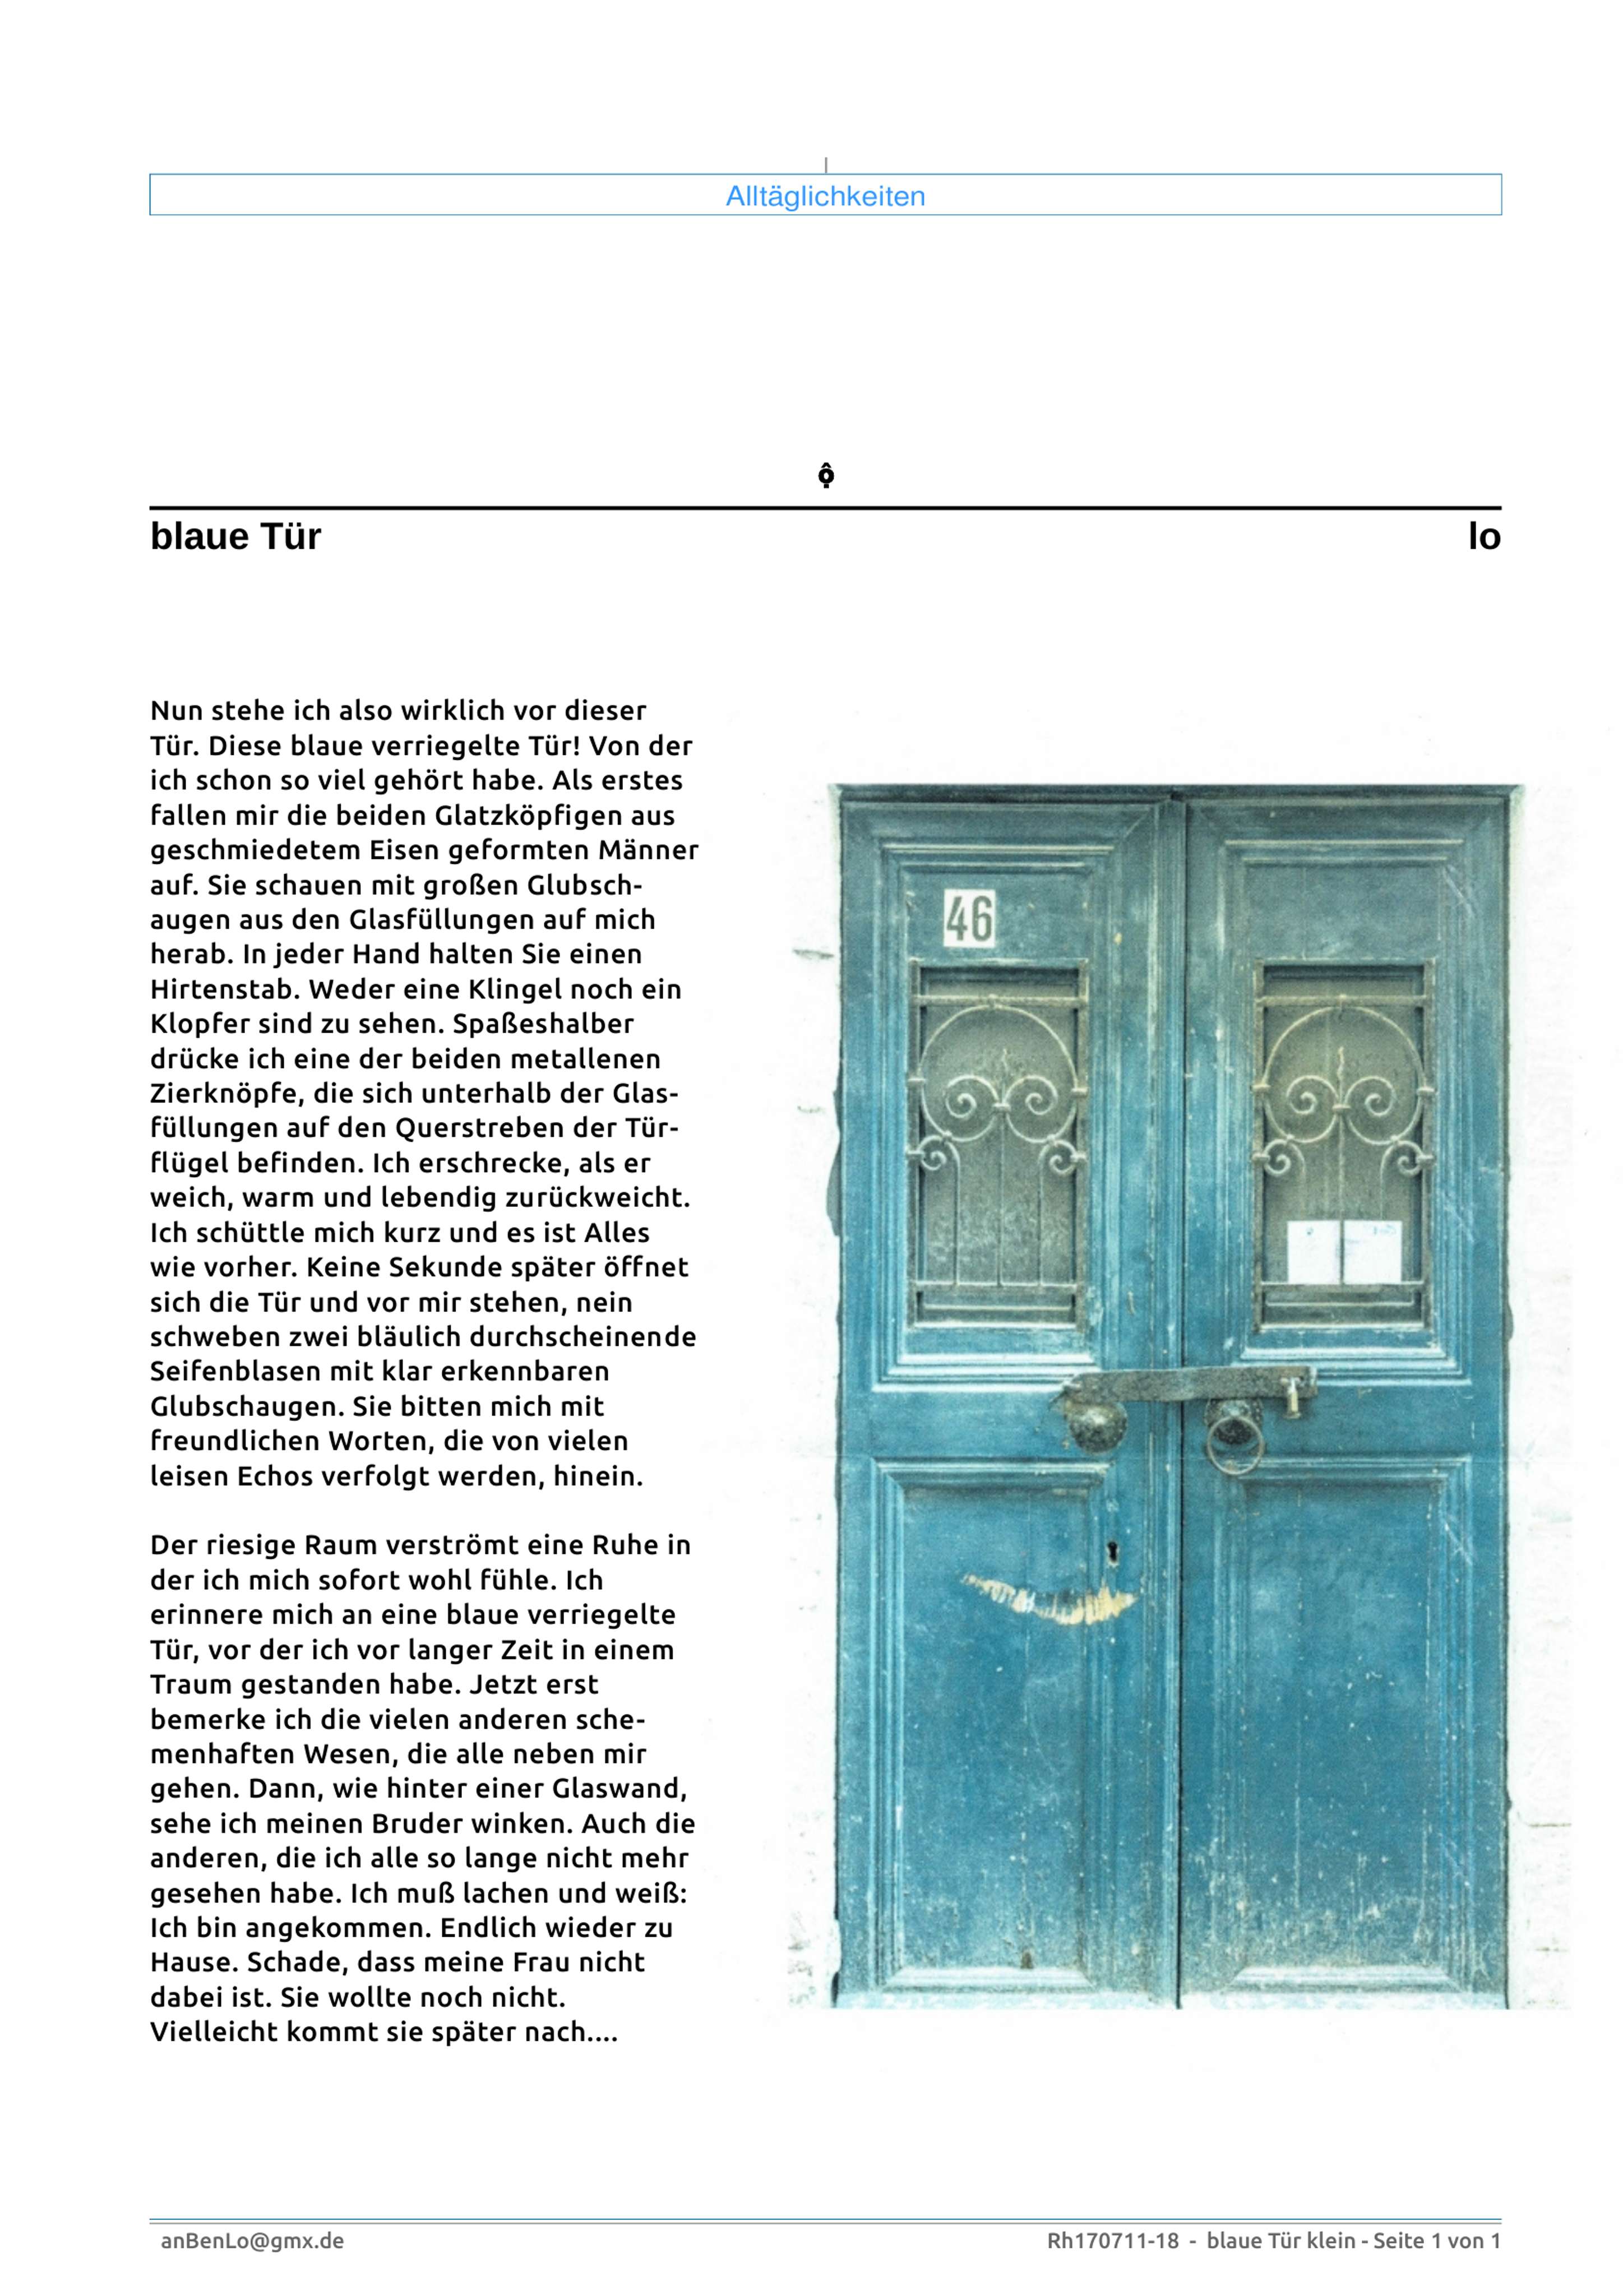 Alltäglichkeiten
blaue Tür
lo
Nun stehe ich also wirklich vor dieser
Tür. Diese blaue verriegelte Tür! Von der
ich schon so viel gehört habe. Als erstes
fallen mir die beiden Glatzköpfigen aus
geschmiedetem Eisen geformten Männer
auf. Sie schauen mit großen Glubsch-
augen aus den Glasfüllungen auf mich
herab. In jeder Hand halten Sie einen
Hirtenstab. Weder eine Klingel noch ein
Klopfer sind zu sehen. Spaßeshalber
drücke ich eine der beiden metallenen
Zierknöpfe, die sich unterhalb der Glas-
füllungen auf den Querstreben der Tür-
flügel befinden. Ich erschrecke, als er
weich, warm und lebendig zurückweicht.
Ich schüttle mich kurz und es ist Alles
wie vorher. Keine Sekunde später öffnet
sich die Tür und vor mir stehen, nein
schweben zwei bläulich durchscheinende
Seifenblasen mit klar erkennbaren
Glubschaugen. Sie bitten mich mit
freundlichen Worten, die von vielen
leisen Echos verfolgt werden, hinein.
Der riesige Raum verströmt eine Ruhe in
der ich mich sofort wohl fühle. Ich
erinnere mich an eine blaue verriegelte
Tür, vor der ich vor langer Zeit in einem
Traum gestanden habe. Jetzt erst
bemerke ich die vielen anderen sche-
menhaften Wesen, die alle neben mir
gehen. Dann, wie hinter einer Glaswand,
sehe ich meinen Bruder winken. Auch die
anderen, die ich alle so lange nicht mehr
gesehen habe. Ich muß lachen und weiß:
Ich bin angekommen. Endlich wieder zu
Hause. Schade, dass meine Frau nicht
dabei ist. Sie wollte noch nicht.
Vielleicht kommt sie später nach....
46
anBenLo@gmx.de
Rh170711-18 - blaue Tür klein - Seite 1 von 1